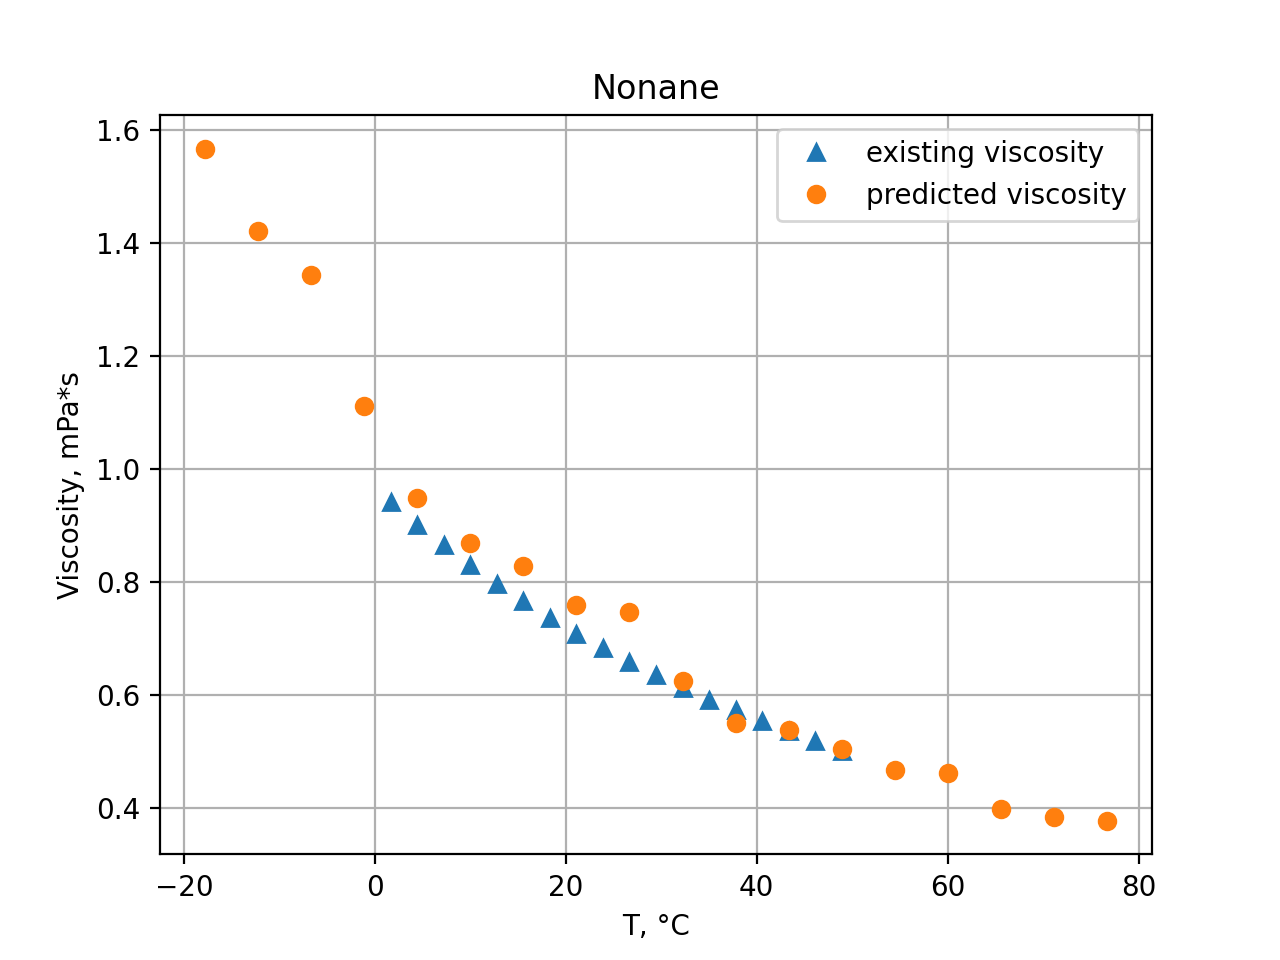 Nonane
existing viscosity
predicted viscosity
1.6
1.4
1.2
1.0
0.8
0.6
0.4
Viscosity, mPa*s
−20
0
20
40
60
80
T, °C